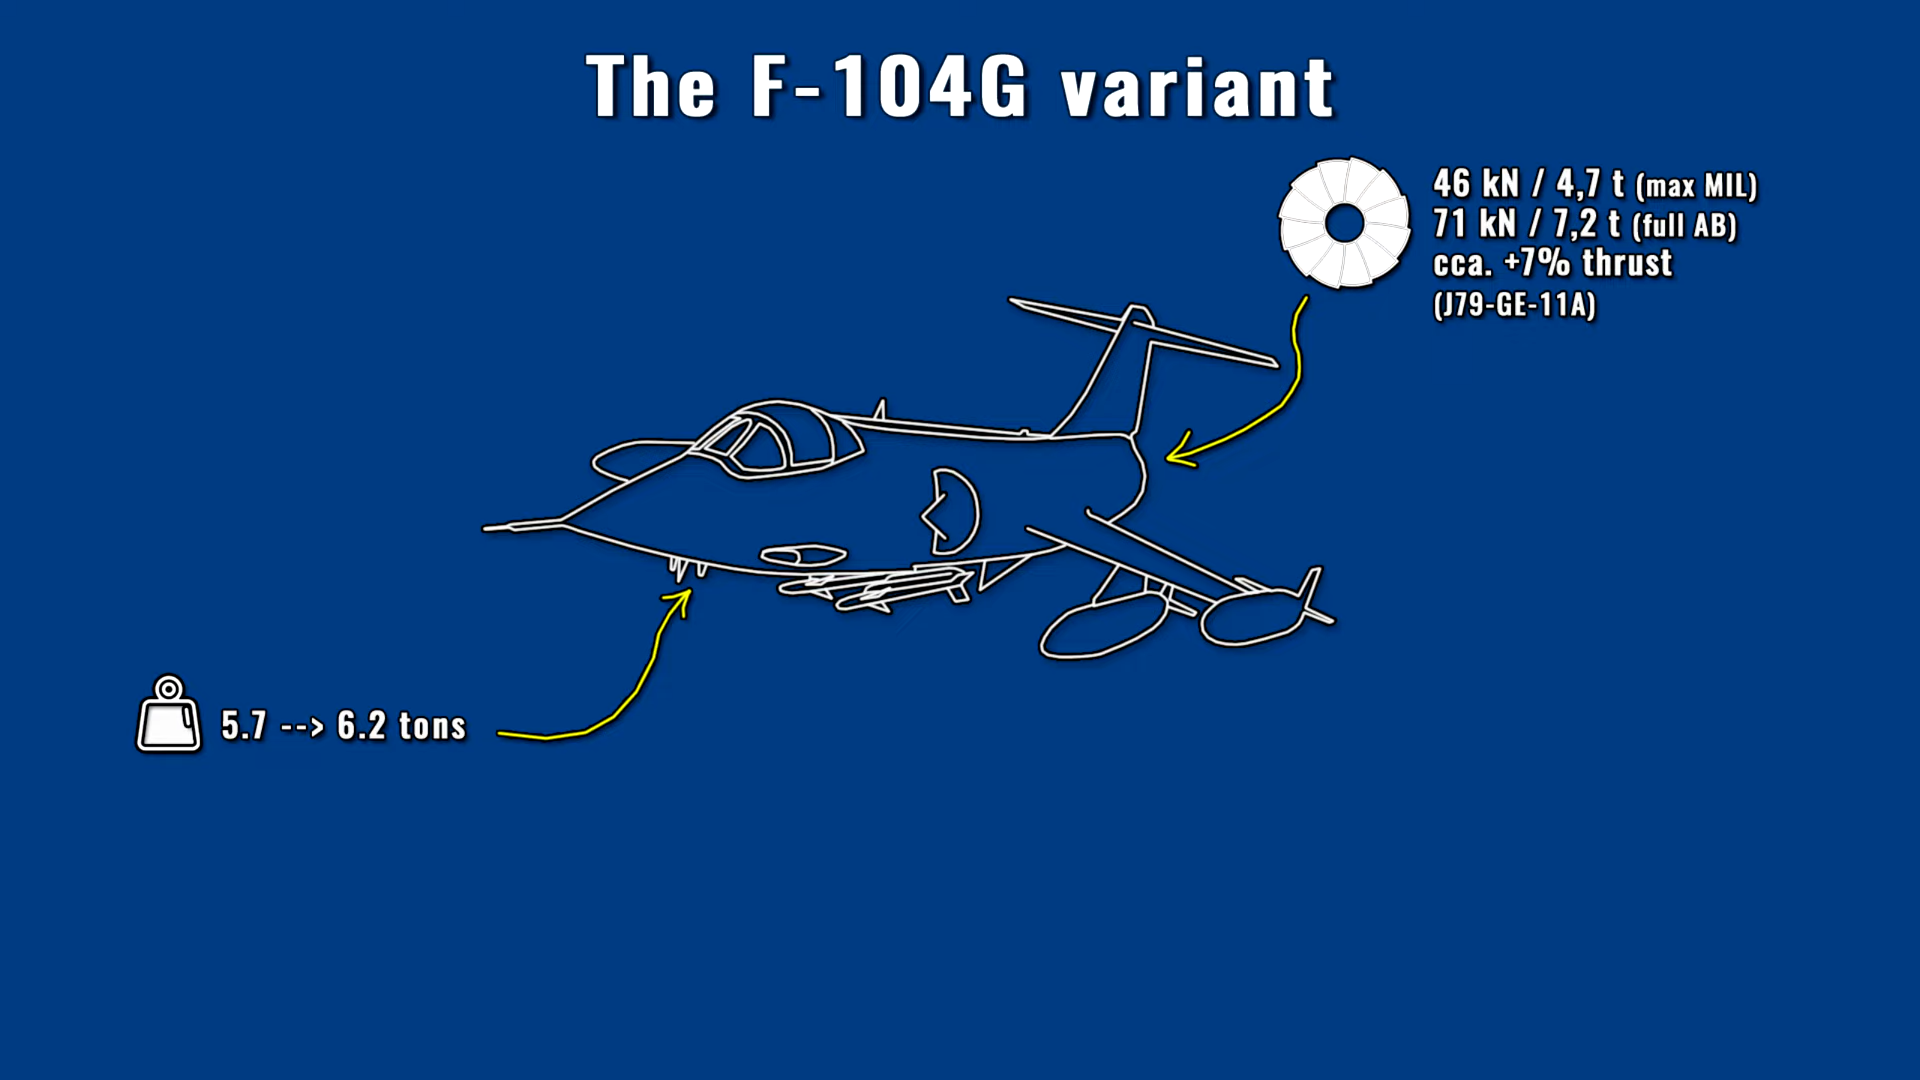 The F-104G variant
46 kN / 4,7 t (max MIL)
71 kN / 7,2 t (full AB)
cca. +7% thrust
(J79-GE-11A)
5.7 --> 6.2 tons